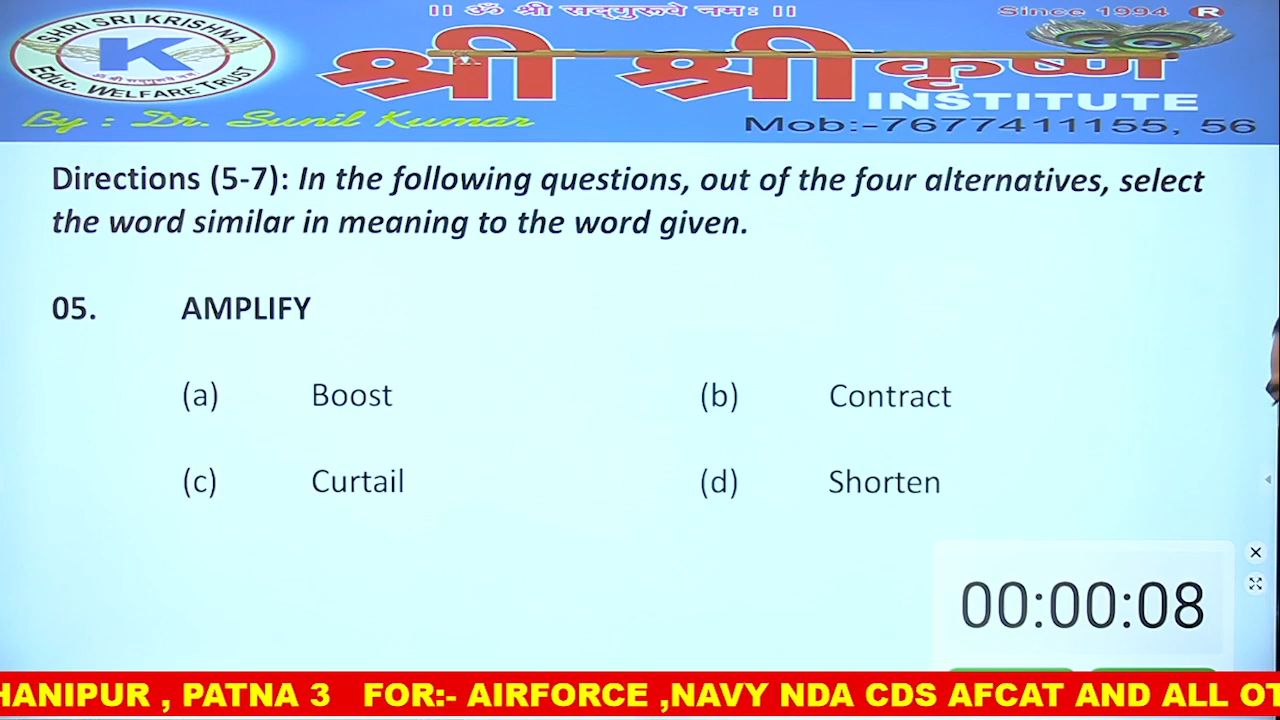 || ॐ श्री सद्गुरूवे नमः ||
Since 1994 R
SHRI SRI KRISHNA
K
ॐ श्री सद्गुरूवे नमः
Educ. WELFARE TRUST
श्री श्री कृष्ण
INSTITUTE
By : Dr. Sunil Kumar
Mob:-7677411155, 56
Directions (5-7): In the following questions, out of the four alternatives, select
the word similar in meaning to the word given.
05. AMPLIFY
(a) Boost (b) Contract
(c) Curtail (d) Shorten
00:00:08
HANIPUR , PATNA 3 FOR:- AIRFORCE ,NAVY NDA CDS AFCAT AND ALL OT